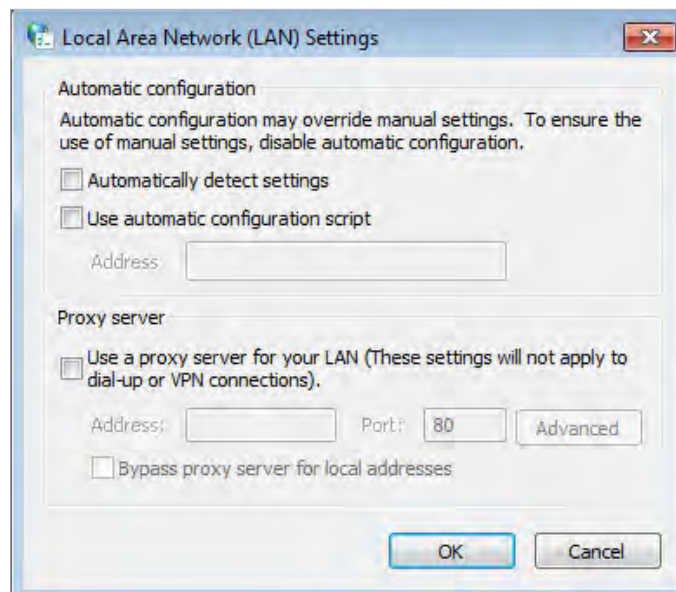 Local Area Network (LAN) Settings
Automatic configuration
Automatic configuration may override manual settings. To ensure the
use of manual settings, disable automatic configuration.
Automatically detect settings
Use automatic configuration script
Address
Proxy server
Use a proxy server for your LAN (These settings will not apply to
dial-up or VPN connections).
Address: Port: 80 Advanced
Bypass proxy server for local addresses
OK Cancel